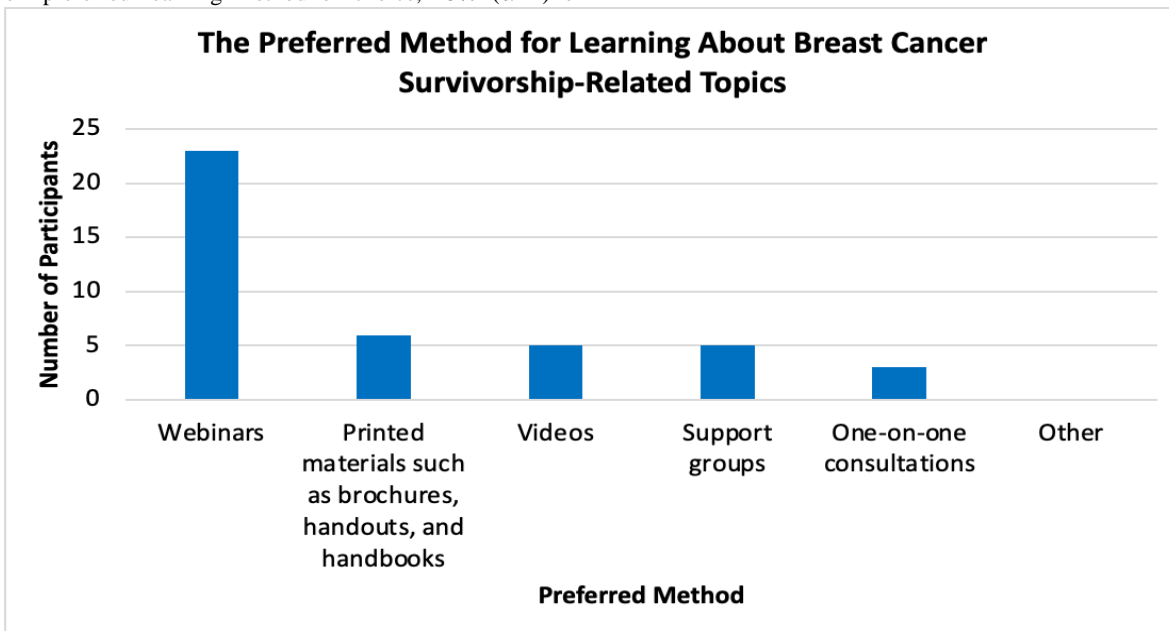 The Preferred Method for Learning About Breast Cancer
Survivorship-Related Topics
Number of Participants
25
20
15
10
5
0
Webinars
Printed
materials such
as brochures,
handouts, and
handbooks
Videos
Support
groups
One-on-one
consultations
Other
Preferred Method